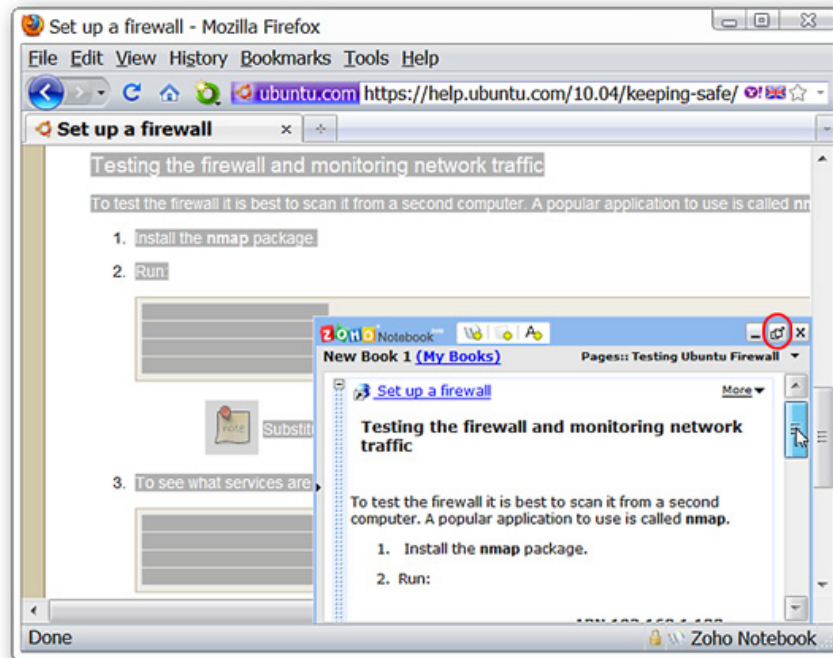 Set up a firewall - Mozilla Firefox
File Edit View History Bookmarks Tools Help
ubuntu.com https://help.ubuntu.com/10.04/keeping-safe/
Set up a firewall
Testing the firewall and monitoring network traffic
To test the firewall it is best to scan it from a second computer. A popular application to use is called
1. Install the nmap package.
2. Run:
note
3. To see what services are
ZOHO Notebook
New Book 1 (My Books) Pages:: Testing Ubuntu Firewall
Set up a firewall More
Testing the firewall and monitoring network
traffic
To test the firewall it is best to scan it from a second
computer. A popular application to use is called nmap.
1. Install the nmap package.
2. Run:
Done Zoho Notebook